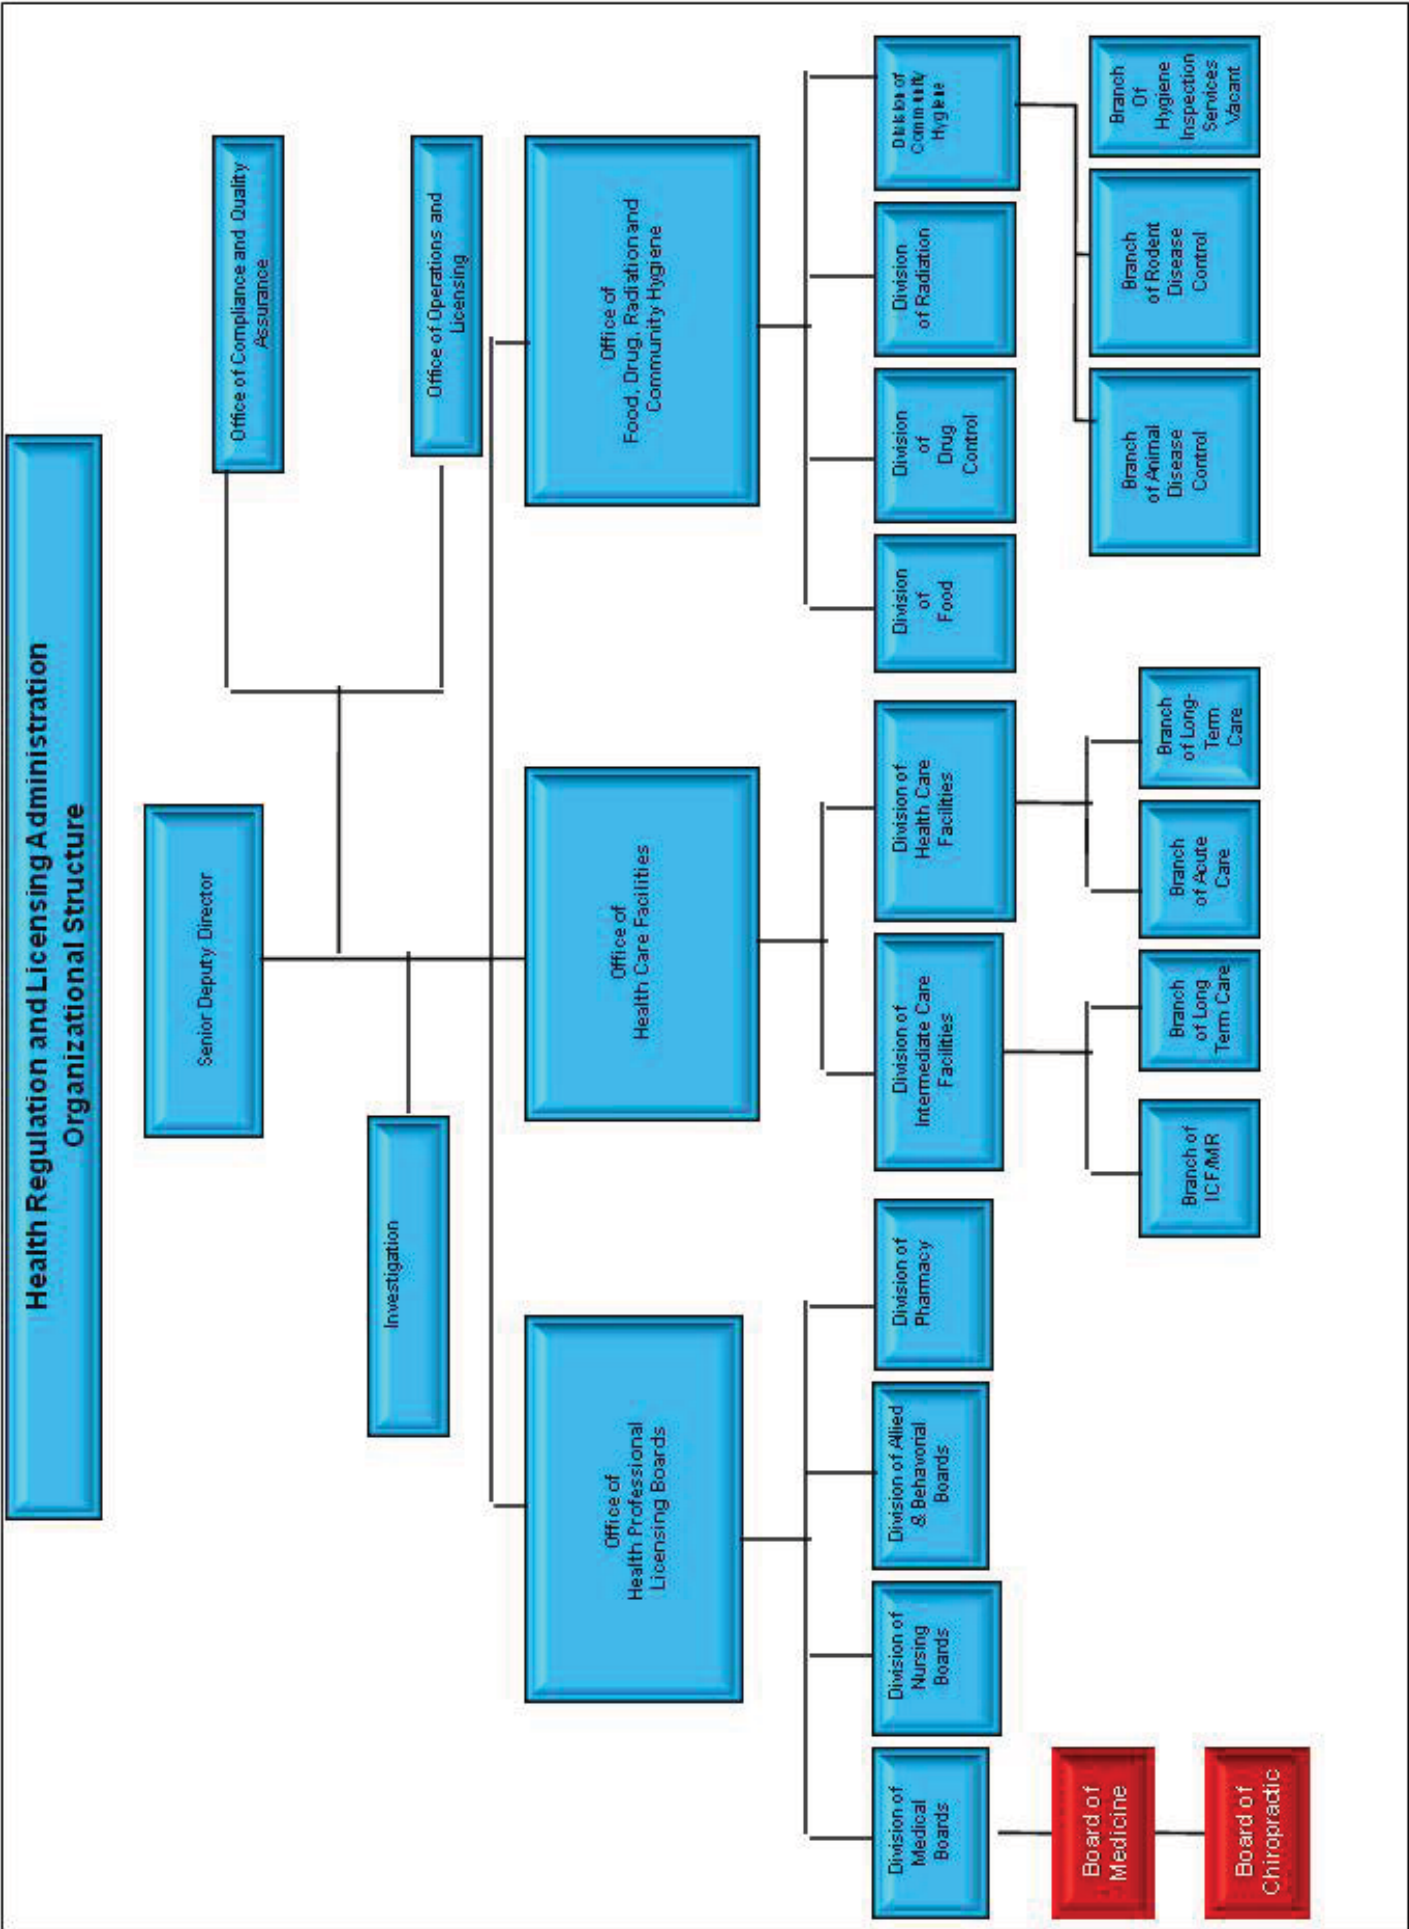 Health Regulation and Licensing Administration
Organizational Structure
Senior Deputy Director
Office of Compliance and Quality
Assurance
Investigation
Office of Operations and
Licensing
Office of
Health Professional
Licensing Boards
Office of
Health Care Facilities
Office of
Food, Drug, Radiation and
Community Hygiene
Division of
Medical
Boards
Division of
Nursing
Boards
Division of Allied
& Behavorial
Boards
Division of
Pharmacy
Division of
Intermediate Care
Facilities
Division of
Health Care
Facilities
Division
of
Food
Division
of
Drug
Control
Division
of Radiation
Division of
Community
Hygiene
Board of
Medicine
Board of
Chiropractic
Branch of
ICF/MR
Branch
of Long
Term Care
Branch
of Acute
Care
Branch
of Long-
Term
Care
Branch
of Animal
Disease
Control
Branch
of Rodent
Disease
Control
Branch
Of
Hygiene
Inspection
Services
Vacant